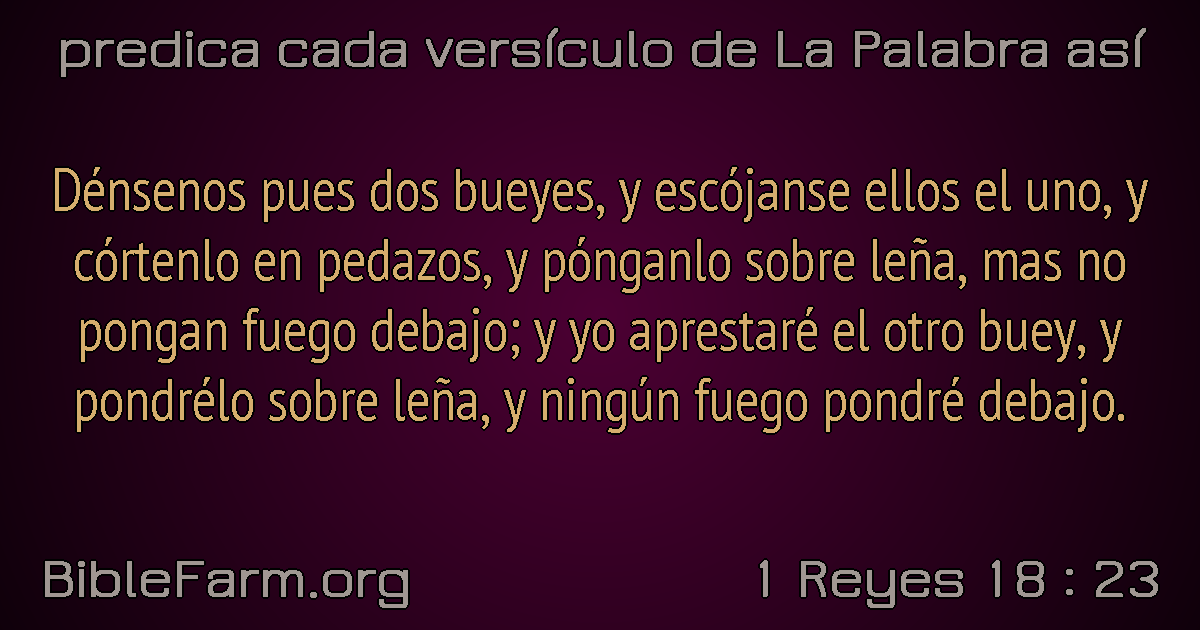 predica cada versículo de La Palabra así
Dénsenos pues dos bueyes, y escójanse ellos el uno, y
córtenlo en pedazos, y pónganlo sobre leña, mas no
pongan fuego debajo; y yo aprestaré el otro buey, y
pondrélo sobre leña, y ningún fuego pondré debajo.
BibleFarm.org
1 Reyes 18 : 23